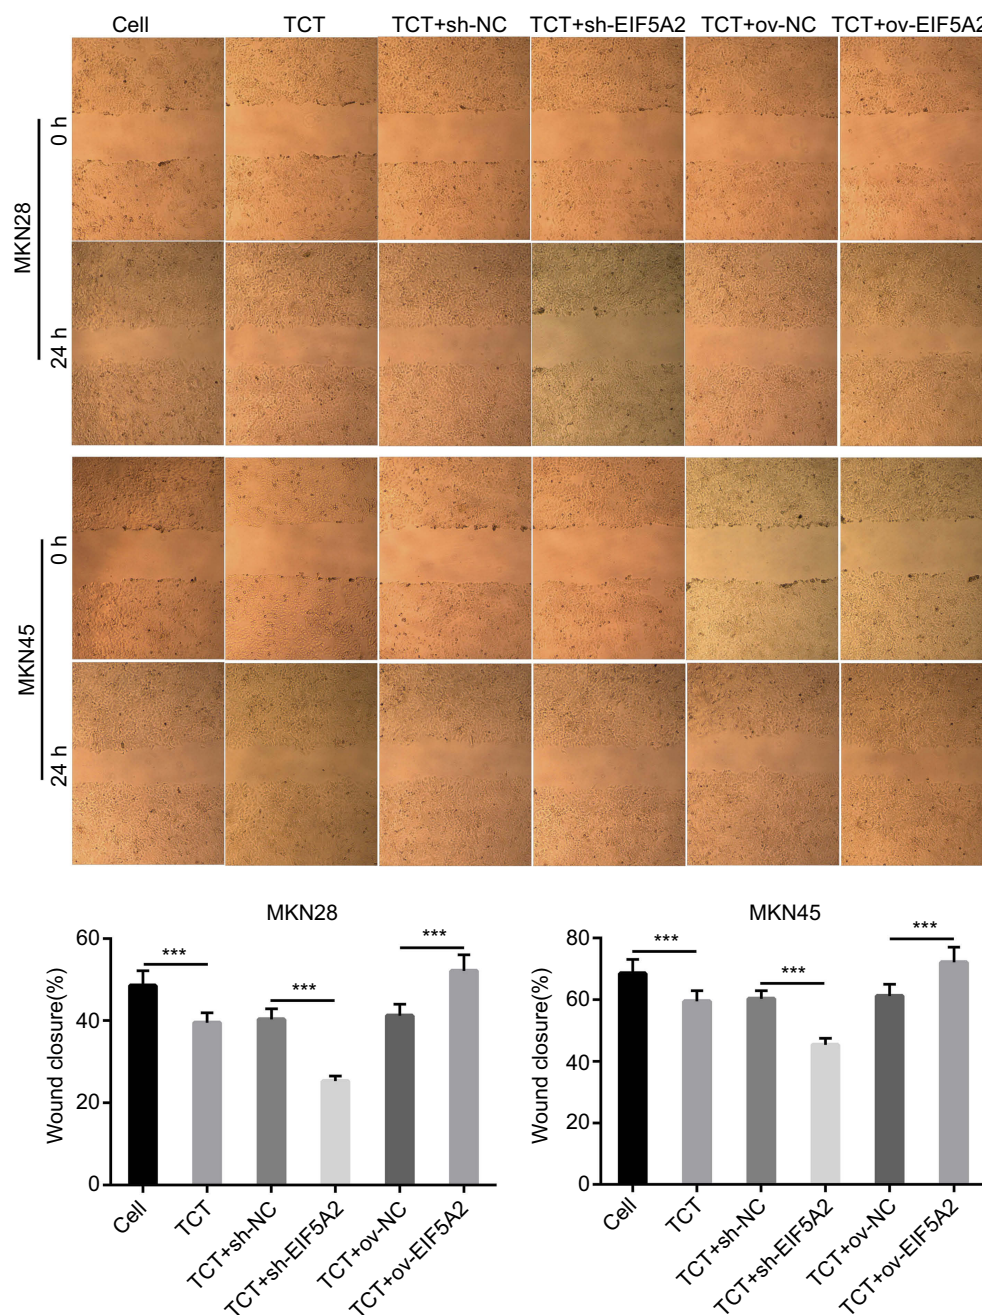 Cell TCT TCT+sh-NC TCT+sh-EIF5A2 TCT+ov-NC TCT+ov-EIF5A2
MKN28
0 h
24 h
MKN45
0 h
24 h
MKN28
Wound closure(%)
60
40
20
0
***
***
***
Cell
TCT
TCT+sh-NC
TCT+sh-EIF5A2
TCT+ov-NC
TCT+ov-EIF5A2
MKN45
Wound closure(%)
80
60
40
20
0
***
***
***
Cell
TCT
TCT+sh-NC
TCT+sh-EIF5A2
TCT+ov-NC
TCT+ov-EIF5A2